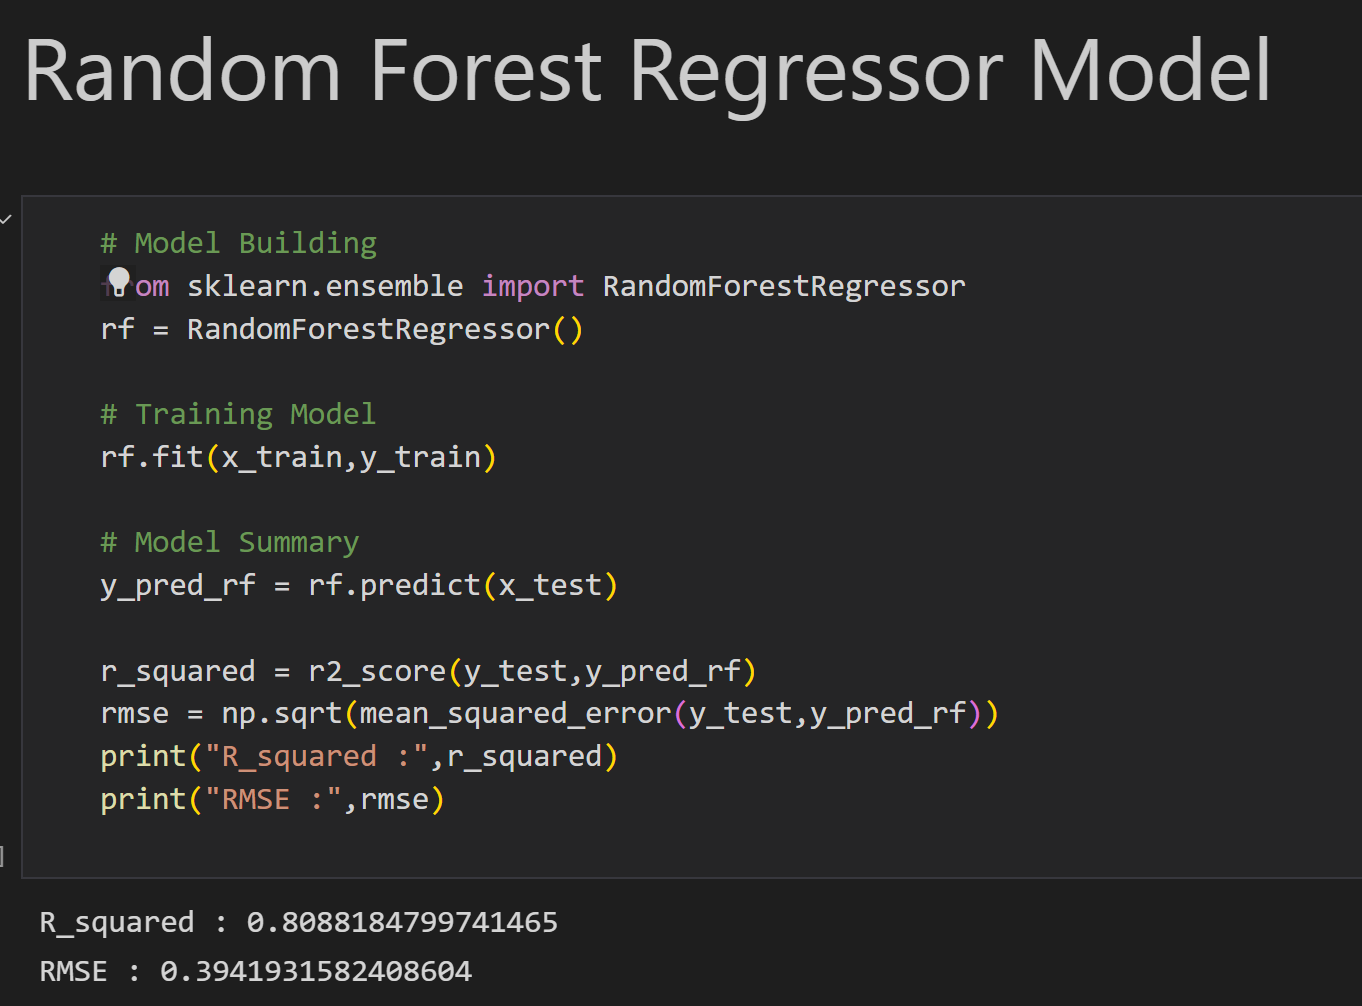 Random Forest Regressor Model
# Model Building
from sklearn.ensemble import RandomForestRegressor
rf = RandomForestRegressor()
# Training Model
rf.fit(x_train,y_train)
# Model Summary
y_pred_rf = rf.predict(x_test)
r_squared = r2_score(y_test,y_pred_rf)
rmse = np.sqrt(mean_squared_error(y_test,y_pred_rf))
print("R_squared :",r_squared)
print("RMSE :",rmse)
]
R_squared : 0.8088184799741465
RMSE : 0.3941931582408604